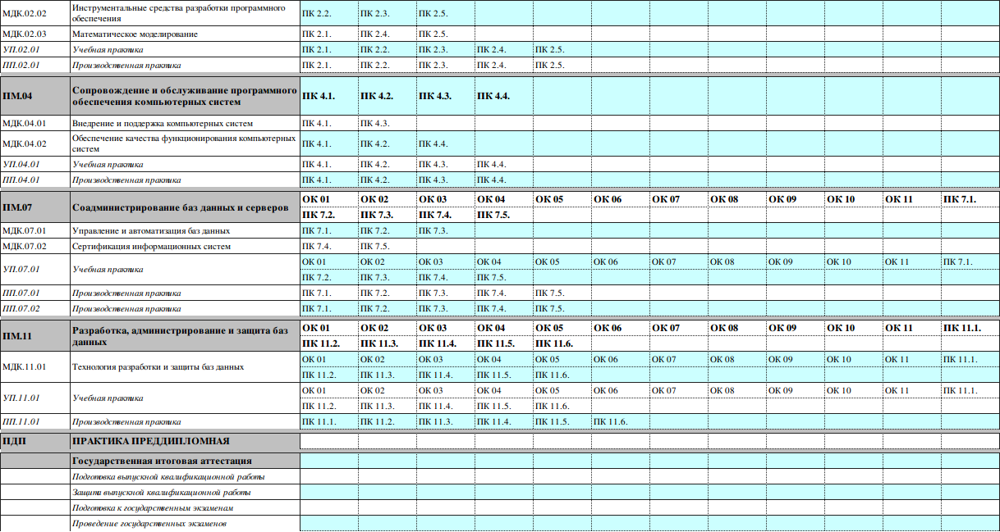 МДК.02.02 Инструментальные средства разработки программного обеспечения ПК 2.2. ПК 2.3. ПК 2.5.
МДК.02.03 Математическое моделирование ПК 2.1. ПК 2.4. ПК 2.5.
УП.02.01 Учебная практика ПК 2.1. ПК 2.2. ПК 2.3. ПК 2.4. ПК 2.5.
ПП.02.01 Производственная практика ПК 2.1. ПК 2.2. ПК 2.3. ПК 2.4. ПК 2.5.
ПМ.04 Сопровождение и обслуживание программного обеспечения компьютерных систем ПК 4.1. ПК 4.2. ПК 4.3. ПК 4.4.
МДК.04.01 Внедрение и поддержка компьютерных систем ПК 4.1. ПК 4.3.
МДК.04.02 Обеспечение качества функционирования компьютерных систем ПК 4.1. ПК 4.2. ПК 4.4.
УП.04.01 Учебная практика ПК 4.1. ПК 4.2. ПК 4.3. ПК 4.4.
ПП.04.01 Производственная практика ПК 4.1. ПК 4.2. ПК 4.3. ПК 4.4.
ПМ.07 Соадминистрирование баз данных и серверов ОК 01 ОК 02 ОК 03 ОК 04 ОК 05 ОК 06 ОК 07 ОК 08 ОК 09 ОК 10 ОК 11 ПК 7.1.
ПК 7.2. ПК 7.3. ПК 7.4. ПК 7.5.
МДК.07.01 Управление и автоматизация баз данных ПК 7.1. ПК 7.2. ПК 7.3.
МДК.07.02 Сертификация информационных систем ПК 7.4. ПК 7.5.
УП.07.01 Учебная практика ОК 01 ОК 02 ОК 03 ОК 04 ОК 05 ОК 06 ОК 07 ОК 08 ОК 09 ОК 10 ОК 11 ПК 7.1.
ПК 7.2. ПК 7.3. ПК 7.4. ПК 7.5.
ПП.07.01 Производственная практика ПК 7.1. ПК 7.2. ПК 7.3. ПК 7.4. ПК 7.5.
ПП.07.02 Производственная практика ПК 7.1. ПК 7.2. ПК 7.3. ПК 7.4. ПК 7.5.
ПМ.11 Разработка, администрирование и защита баз данных ОК 01 ОК 02 ОК 03 ОК 04 ОК 05 ОК 06 ОК 07 ОК 08 ОК 09 ОК 10 ОК 11 ПК 11.1.
ПК 11.2. ПК 11.3. ПК 11.4. ПК 11.5. ПК 11.6.
МДК.11.01 Технология разработки и защиты баз данных ОК 01 ОК 02 ОК 03 ОК 04 ОК 05 ОК 06 ОК 07 ОК 08 ОК 09 ОК 10 ОК 11 ПК 11.1.
ПК 11.2. ПК 11.3. ПК 11.4. ПК 11.5. ПК 11.6.
УП.11.01 Учебная практика ОК 01 ОК 02 ОК 03 ОК 04 ОК 05 ОК 06 ОК 07 ОК 08 ОК 09 ОК 10 ОК 11 ПК 11.1.
ПК 11.2. ПК 11.3. ПК 11.4. ПК 11.5. ПК 11.6.
ПП.11.01 Производственная практика ПК 11.1. ПК 11.2. ПК 11.3. ПК 11.4. ПК 11.5. ПК 11.6.
ПДП ПРАКТИКА ПРЕДДИПЛОМНАЯ
Государственная итоговая аттестация
Подготовка выпускной квалификационной работы
Защита выпускной квалификационной работы
Подготовка к государственным экзаменам
Проведение государственных экзаменов